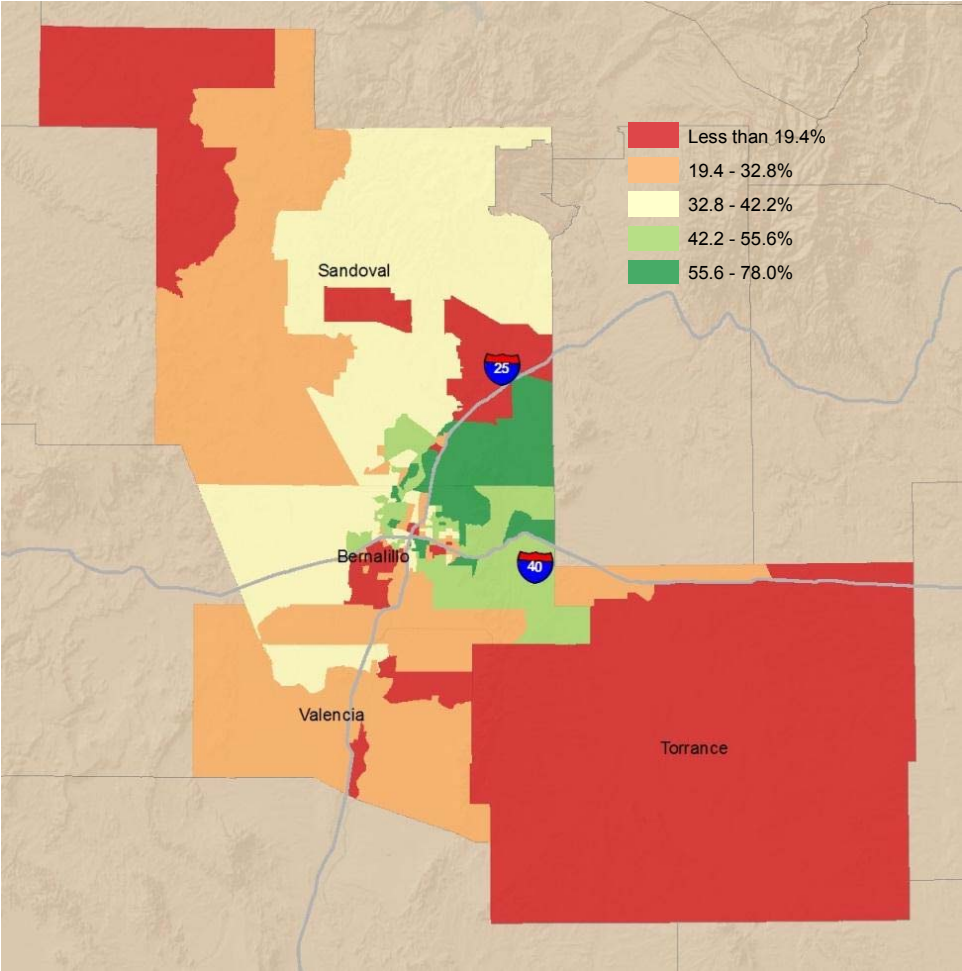 Less than 19.4%
19.4 - 32.8%
32.8 - 42.2%
42.2 - 55.6%
55.6 - 78.0%
Sandoval
25
Bernalillo
40
Valencia
Torrance